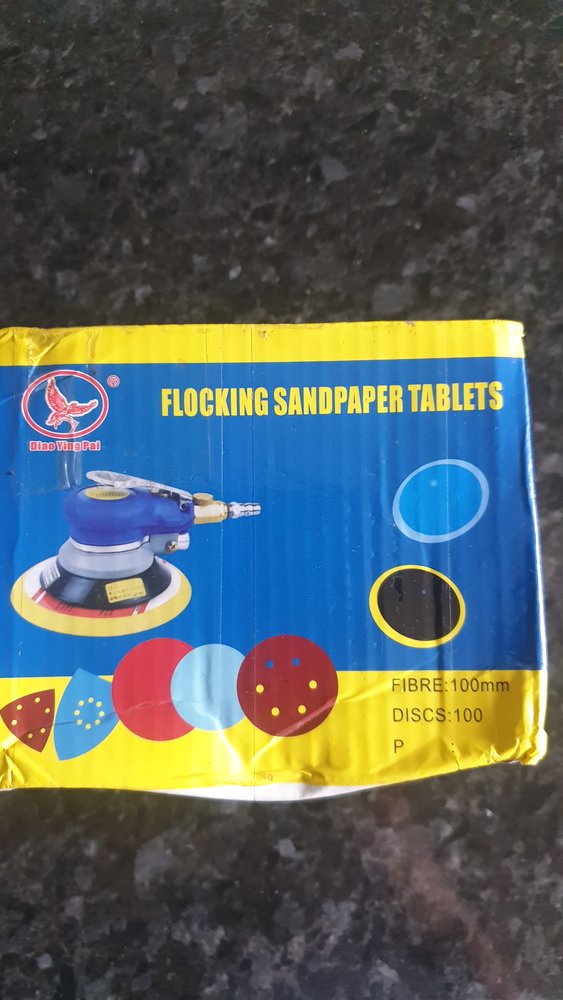 ®
Diao Ying Pai
FLOCKING SANDPAPER TABLETS
FIBRE:100mm
DISCS:100
P :